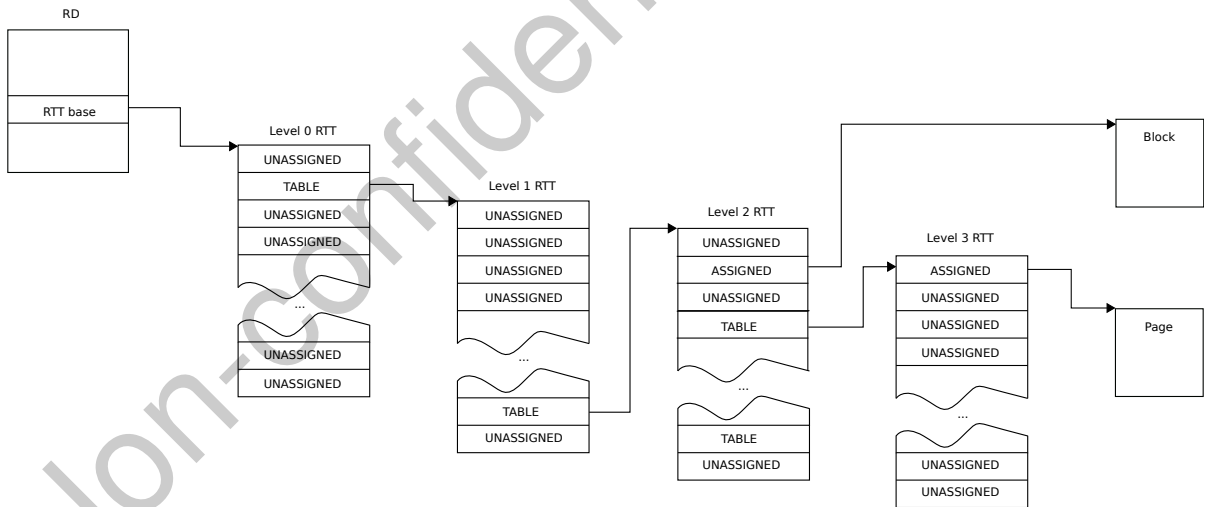 RD
RTT base
Level 0 RTT
UNASSIGNED
TABLE
UNASSIGNED
UNASSIGNED
...
UNASSIGNED
UNASSIGNED
Level 1 RTT
UNASSIGNED
UNASSIGNED
UNASSIGNED
UNASSIGNED
...
TABLE
UNASSIGNED
Level 2 RTT
UNASSIGNED
ASSIGNED
UNASSIGNED
TABLE
...
TABLE
UNASSIGNED
Level 3 RTT
ASSIGNED
UNASSIGNED
UNASSIGNED
UNASSIGNED
...
UNASSIGNED
UNASSIGNED
Block
Page
on-confiden